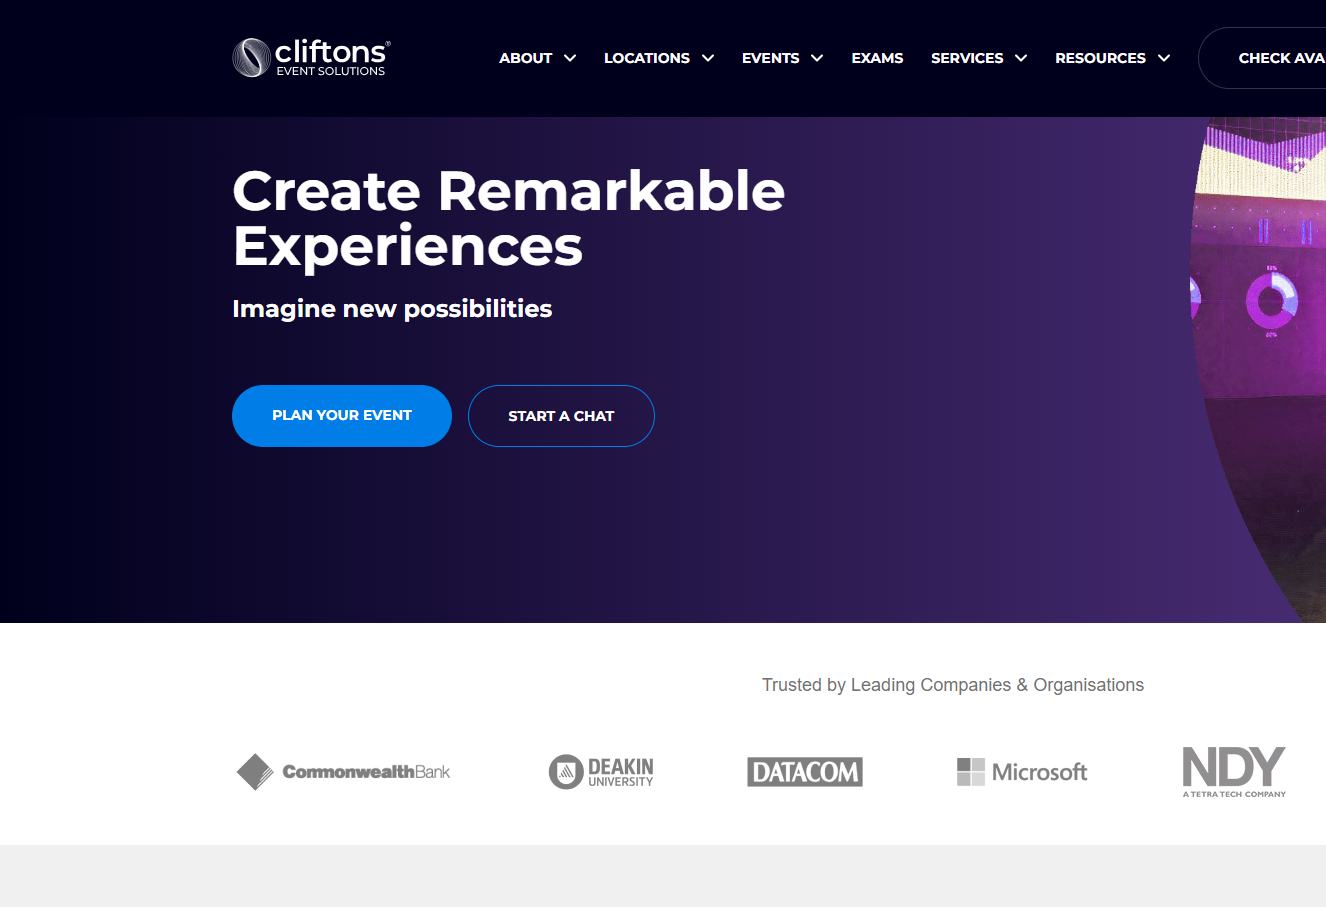 cliftons®
EVENT SOLUTIONS
ABOUT
LOCATIONS
EVENTS
EXAMS
SERVICES
RESOURCES
CHECK AVA
Create Remarkable
Experiences
Imagine new possibilities
PLAN YOUR EVENT
START A CHAT
Trusted by Leading Companies & Organisations
CommonwealthBank
DEAKIN
UNIVERSITY
DATACOM
Microsoft
NDY
A TETRA TECH COMPANY